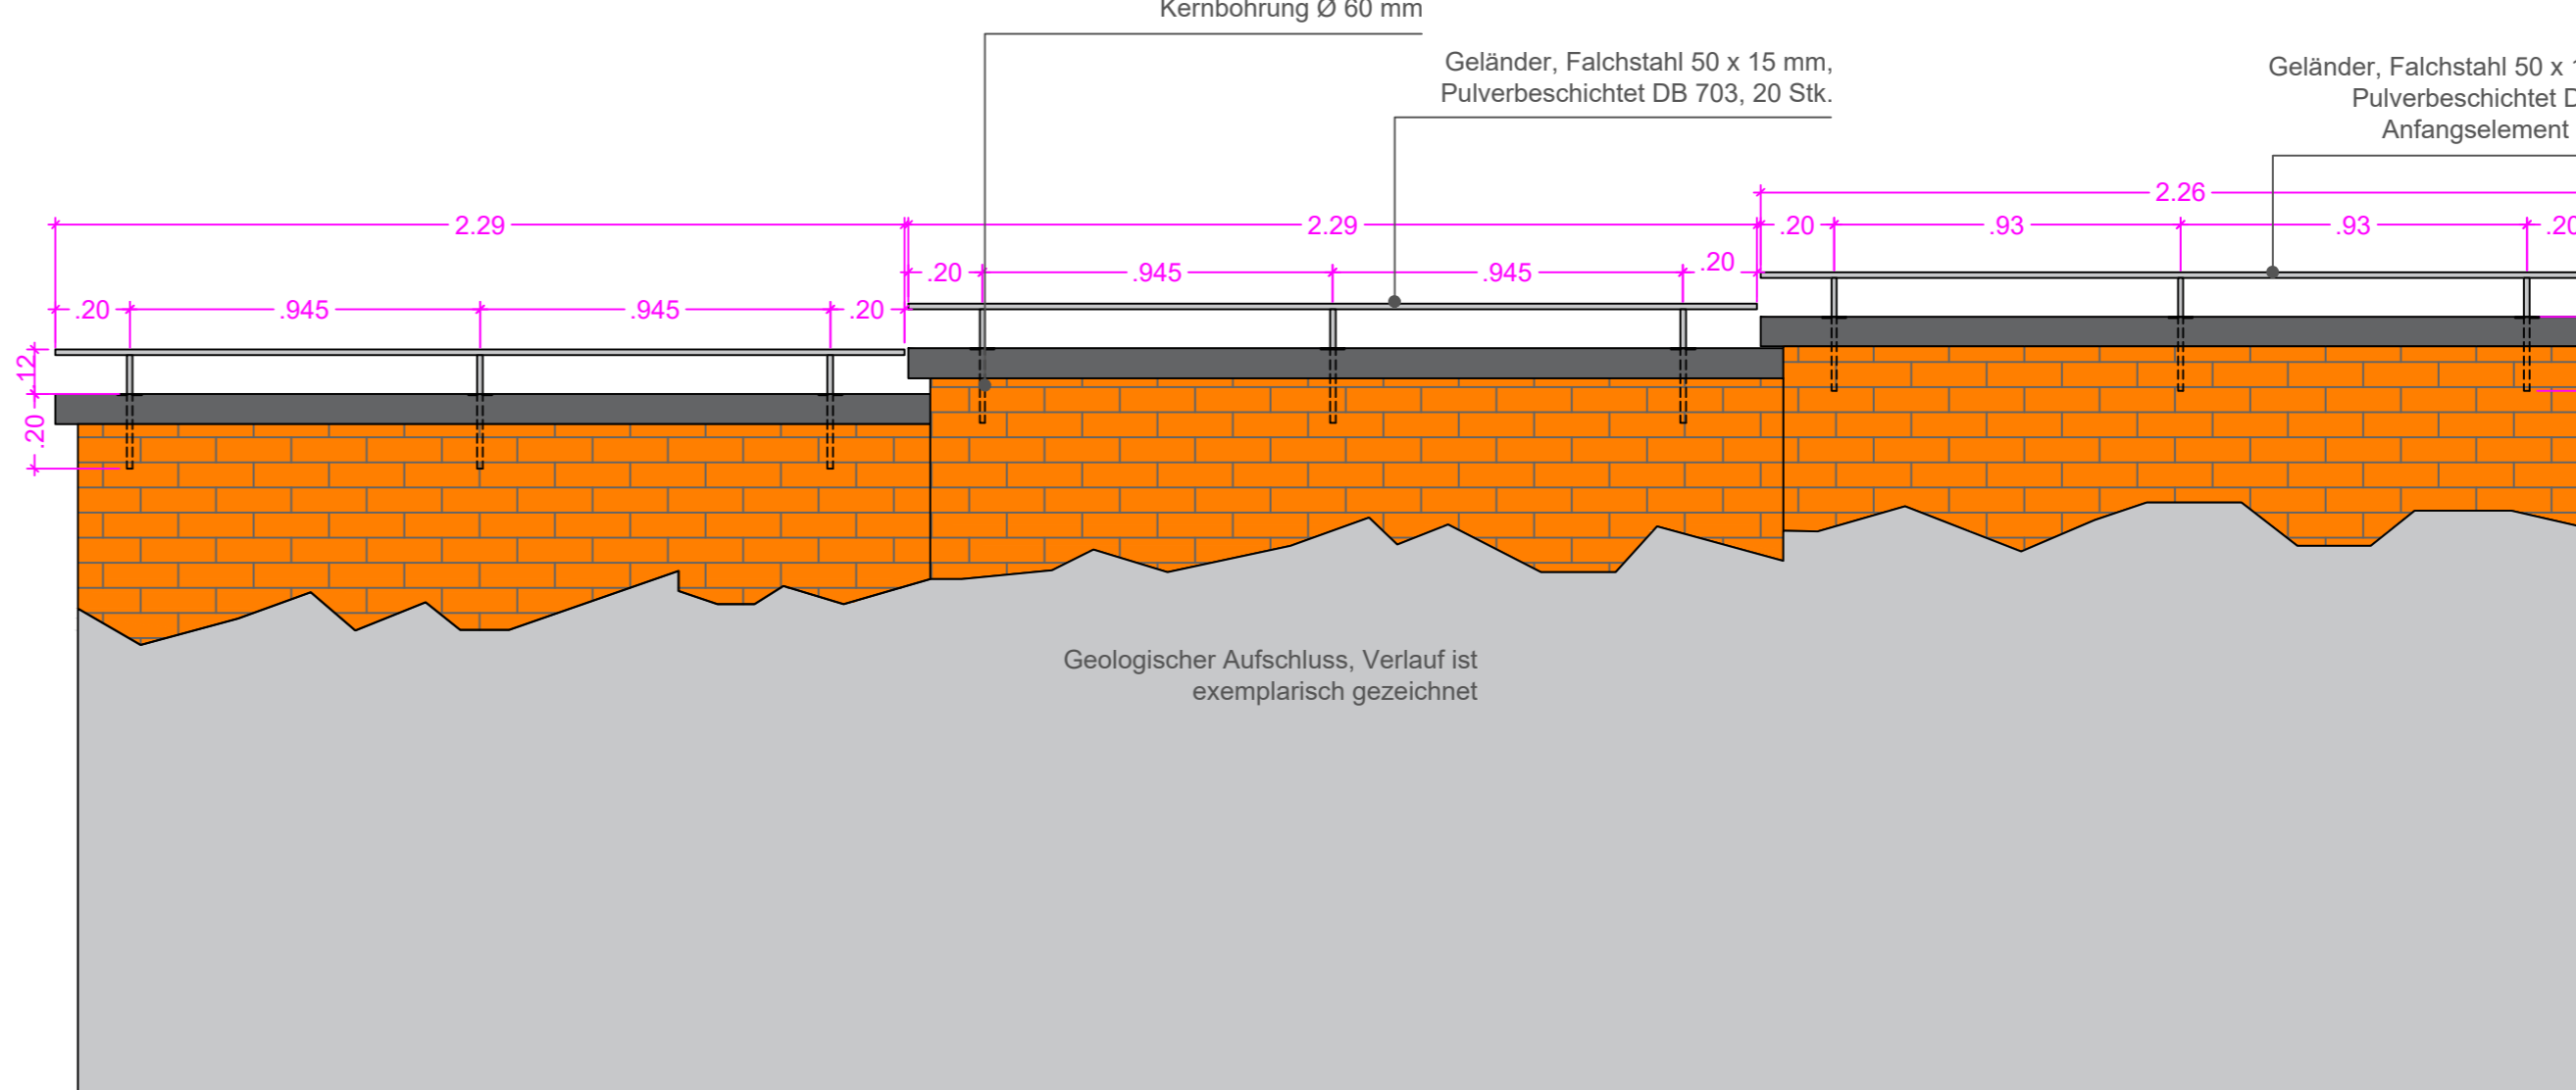 Kernbohrung Ø 60 mm
Geländer, Falchstahl 50 x 15 mm,
Pulverbeschichtet DB 703, 20 Stk.
Geländer, Falchstahl 50 x
Pulverbeschichtet
Anfangselement
2.26
2.29
2.29
.20
.93
.93
.20
.20
.945
.945
.20
.20
.945
.945
.20
.12
.20
Geologischer Aufschluss, Verlauf ist
exemplarisch gezeichnet